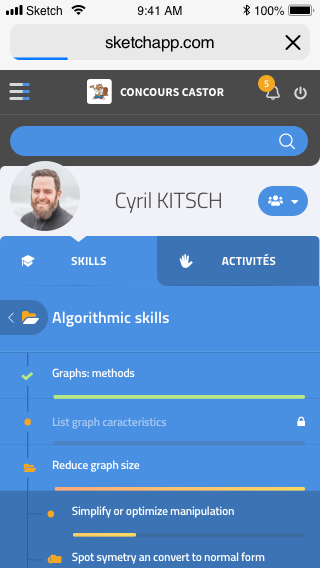 Sketch 9:41 AM 100%
sketchapp.com
CONCOURS CASTOR 5
Cyril KITSCH
SKILLS ACTIVITÉS
Algorithmic skills
Graphs: methods
List graph caracteristics
Reduce graph size
Simplify or optimize manipulation
Spot symetry an convert to normal form